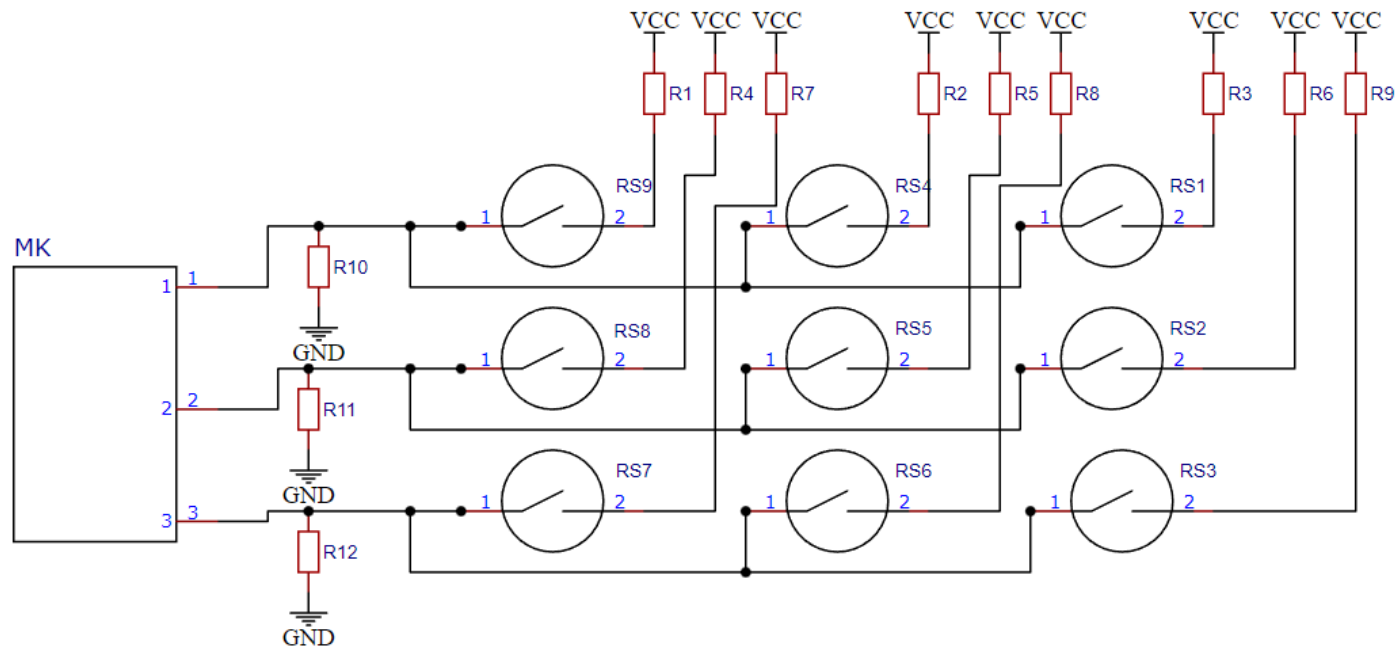 VCC VCC VCC VCC VCC VCC VCC VCC VCC
R1 R4 R7 R2 R5 R8 R3 R6 R9
RS9 RS4 RS1
1 2 1 2 1 2
MK
R10
1 1
GND
RS8 RS5 RS2
1 2 1 2 1 2
2 2
R11
GND
RS7 RS6 RS3
1 2 1 2 1 2
3 3
R12
GND